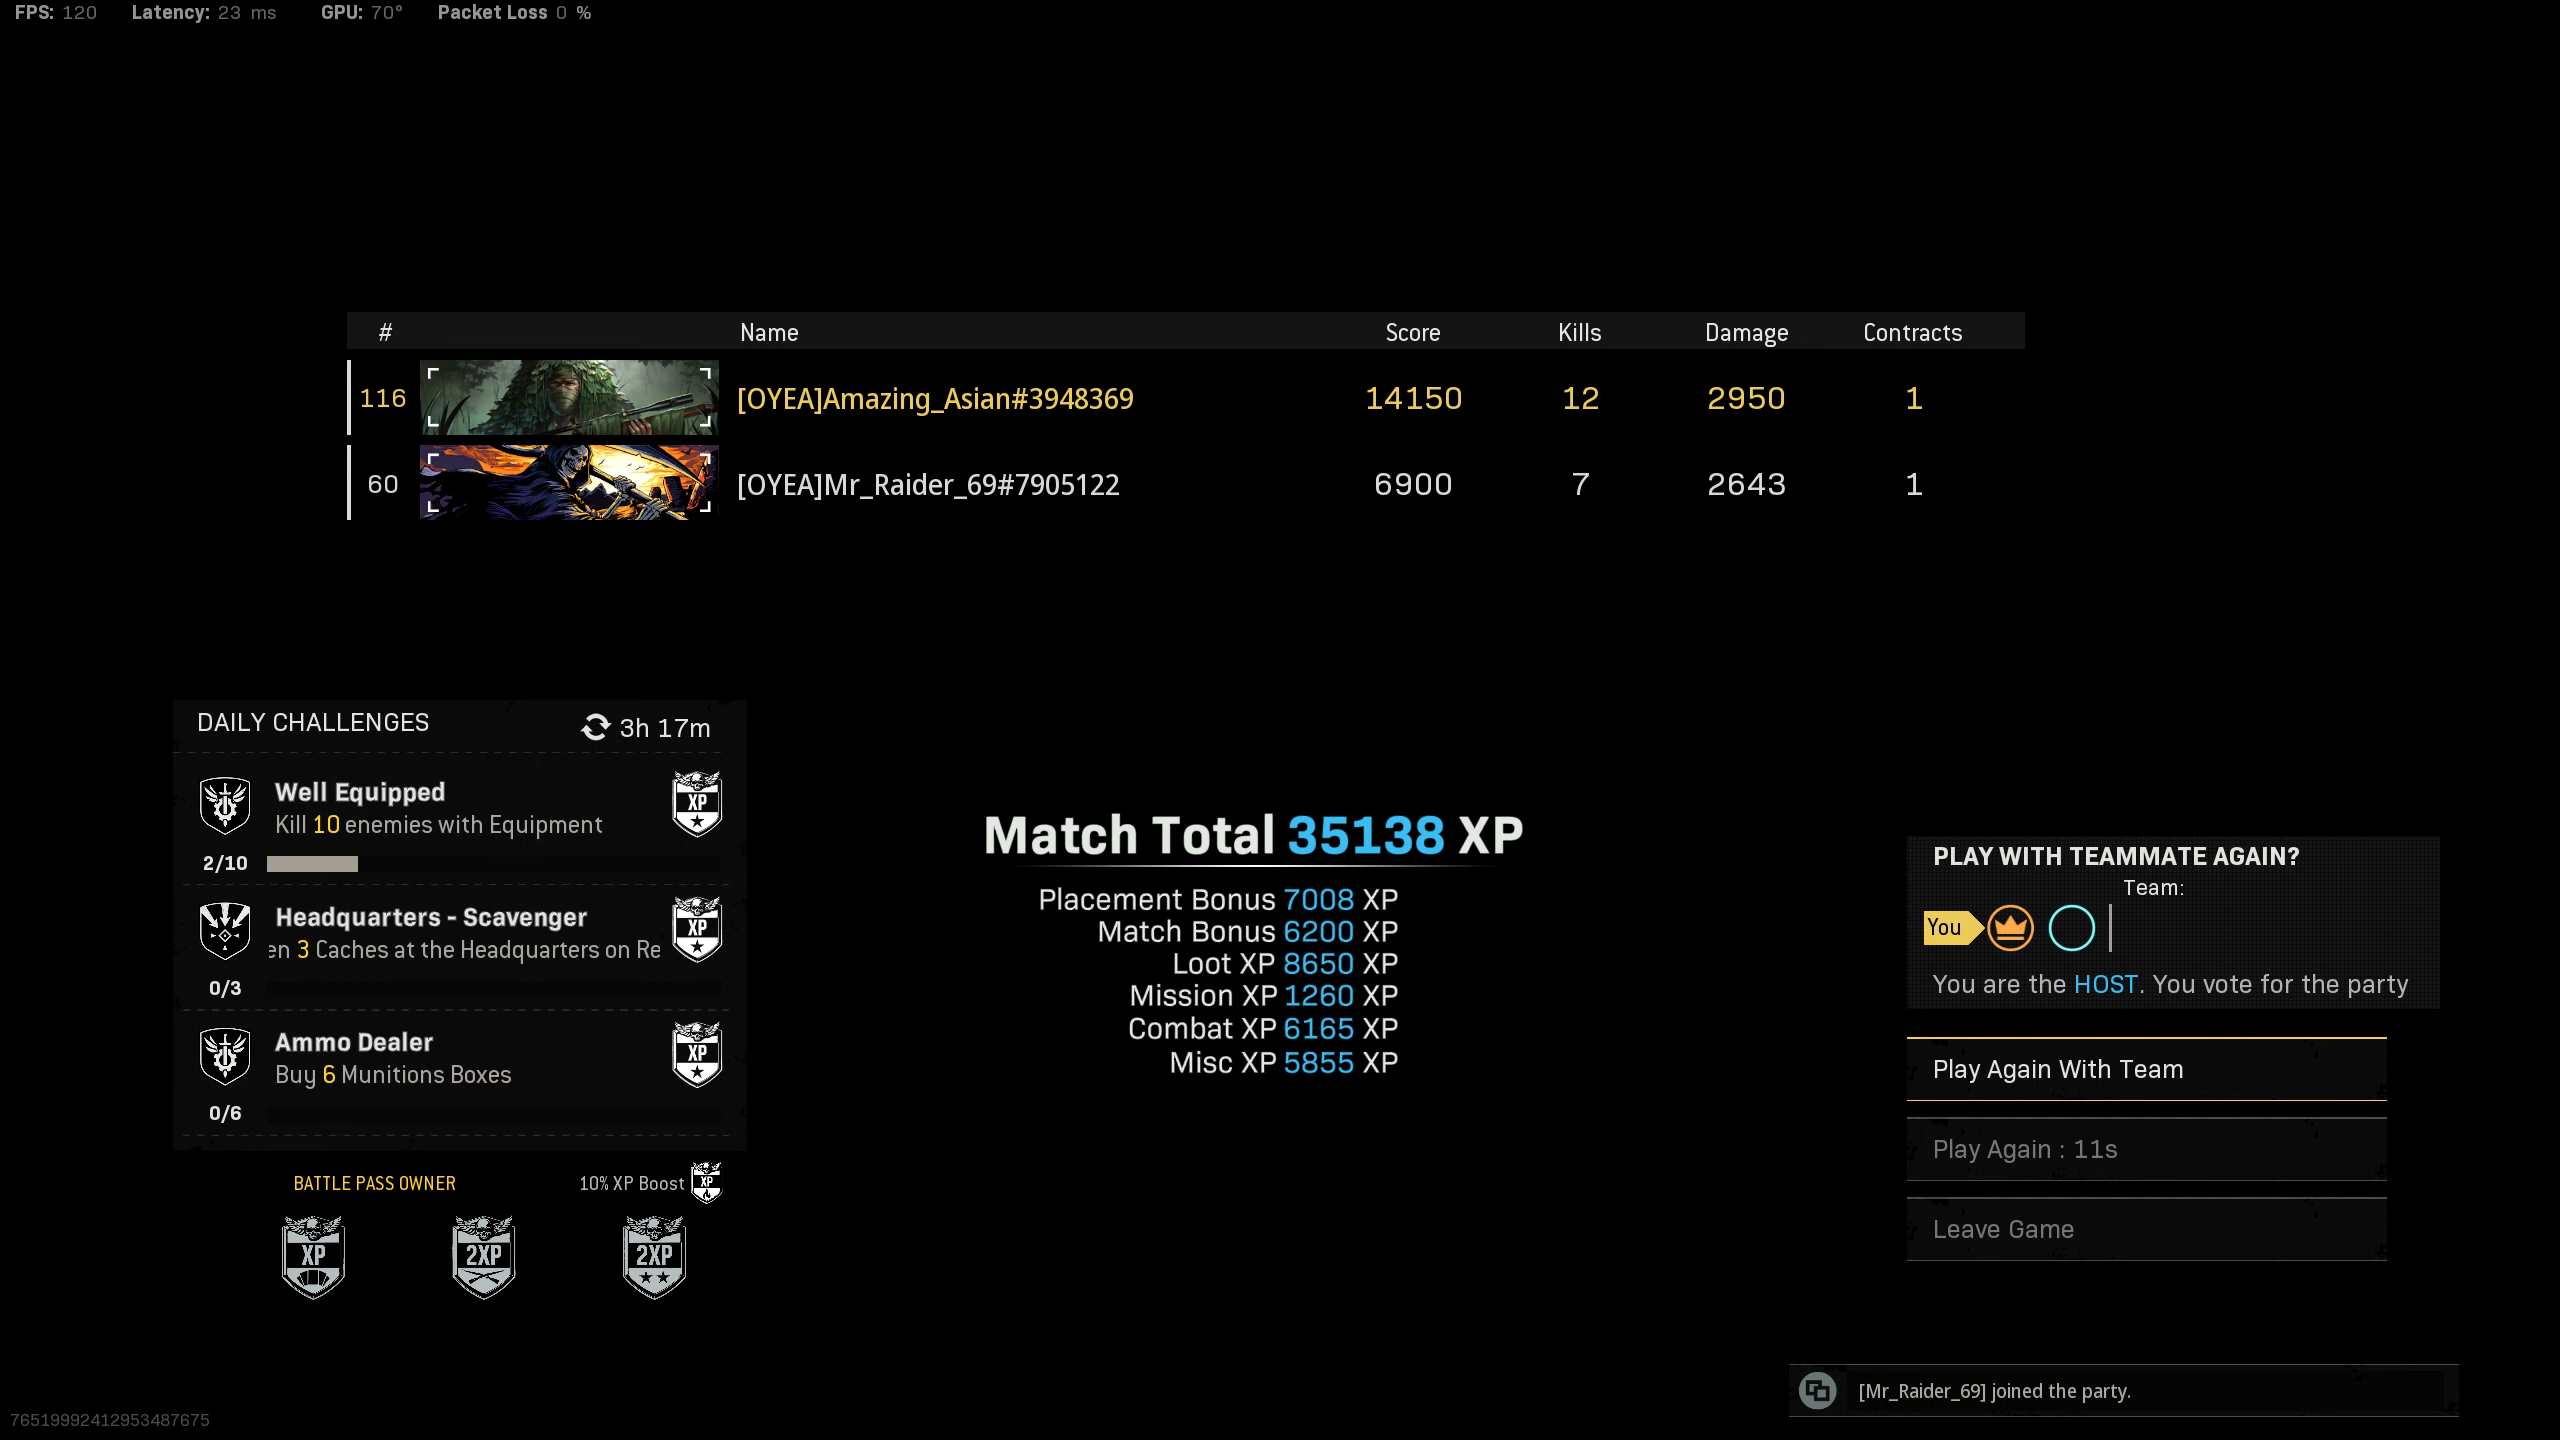 FPS: 120 Latency: 23 ms GPU: 70° Packet Loss 0 %
# Name Score Kills Damage Contracts
116 [OYEA]Amazing_Asian#3948369 14150 12 2950 1
60 [OYEA]Mr_Raider_69#7905122 6900 7 2643 1
DAILY CHALLENGES 3h 17m
Well Equipped
Kill 10 enemies with Equipment
XP
2/10
Headquarters - Scavenger
en 3 Caches at the Headquarters on Re
XP
0/3
Ammo Dealer
Buy 6 Munitions Boxes
XP
0/6
BATTLE PASS OWNER 10% XP Boost XP
XP 2XP 2XP
Match Total 35138 XP
Placement Bonus 7008 XP
Match Bonus 6200 XP
Loot XP 8650 XP
Mission XP 1260 XP
Combat XP 6165 XP
Misc XP 5855 XP
PLAY WITH TEAMMATE AGAIN?
Team:
You
You are the HOST. You vote for the party
Play Again With Team
Play Again : 11s
Leave Game
[Mr_Raider_69] joined the party.
76519992412953487675